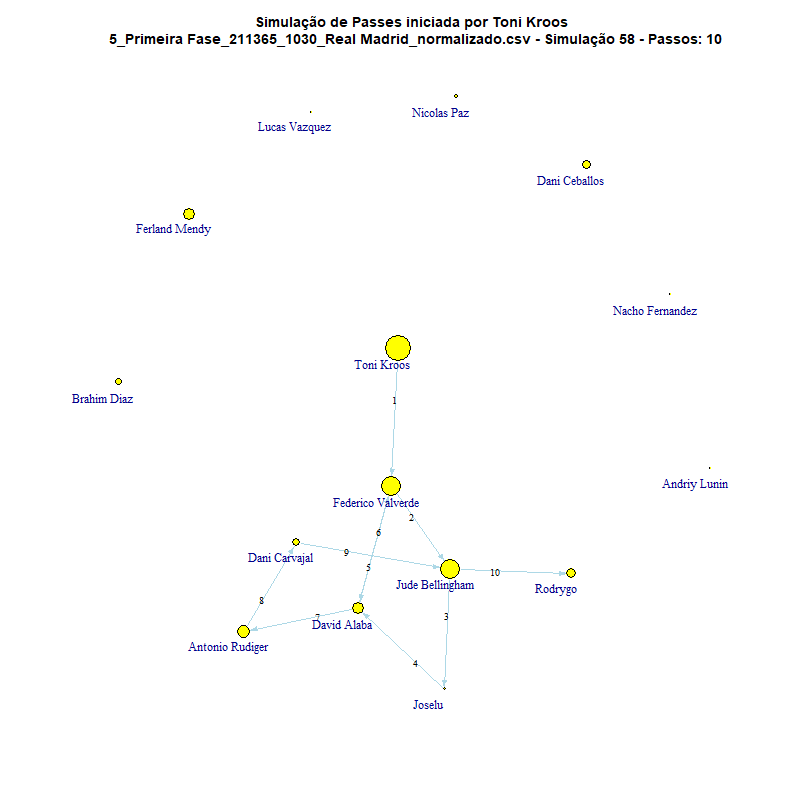 Simulação de Passes iniciada por Toni Kroos
5_Primeira Fase_211365_1030_Real Madrid_normalizado.csv - Simulação 58 - Passos: 10
Nicolas Paz
Lucas Vazquez
Dani Ceballos
Ferland Mendy
Nacho Fernandez
Toni Kroos
Brahim Diaz
1
Andriy Lunin
Federico Valverde
2
6
9
Dani Carvajal
5
10
Jude Bellingham
Rodrygo
8
7
3
David Alaba
Antonio Rudiger
4
Joselu